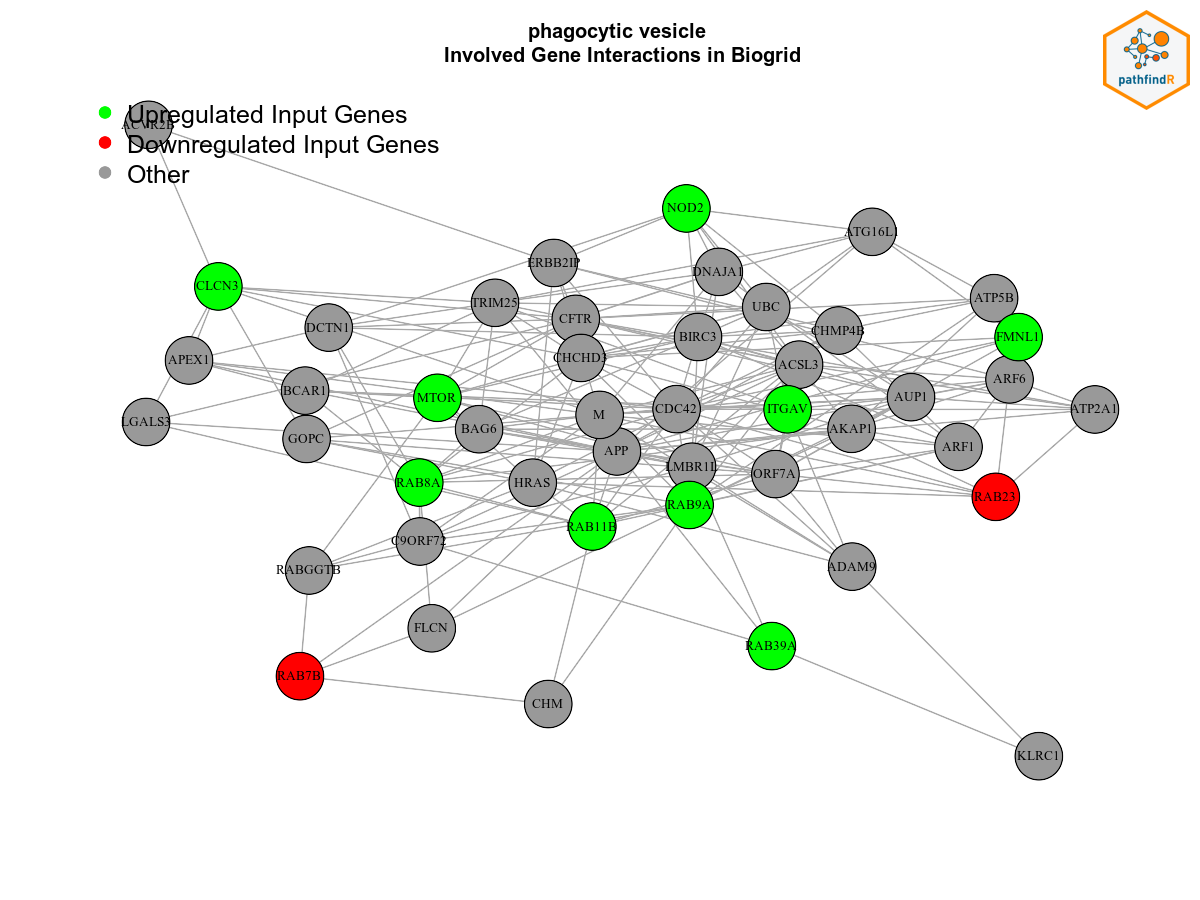 phagocytic vesicle
Involved Gene Interactions in Biogrid
pathfindR
Upregulated Input Genes
Downregulated Input Genes
Other
ACVR2B
NOD2
ATG16L1
ERBB2IP
DNAJA1
CLCN3
TRIM25
UBC
ATP5B
CFTR
DCTN1
CHMP4B
BIRC3
FMNL1
CHCHD3
APEX1
ACSL3
ARF6
BCAR1
MTOR
AUP1
CDC42
ITGAV
ATP2A1
M
LGALS3
BAG6
AKAP1
GOPC
ARF1
APP
LMBR1L
ORF7A
RAB8A
HRAS
RAB23
RAB9A
RAB11B
C9ORF72
RABGGTB
ADAM9
FLCN
RAB39A
RAB7B
CHM
KLRC1